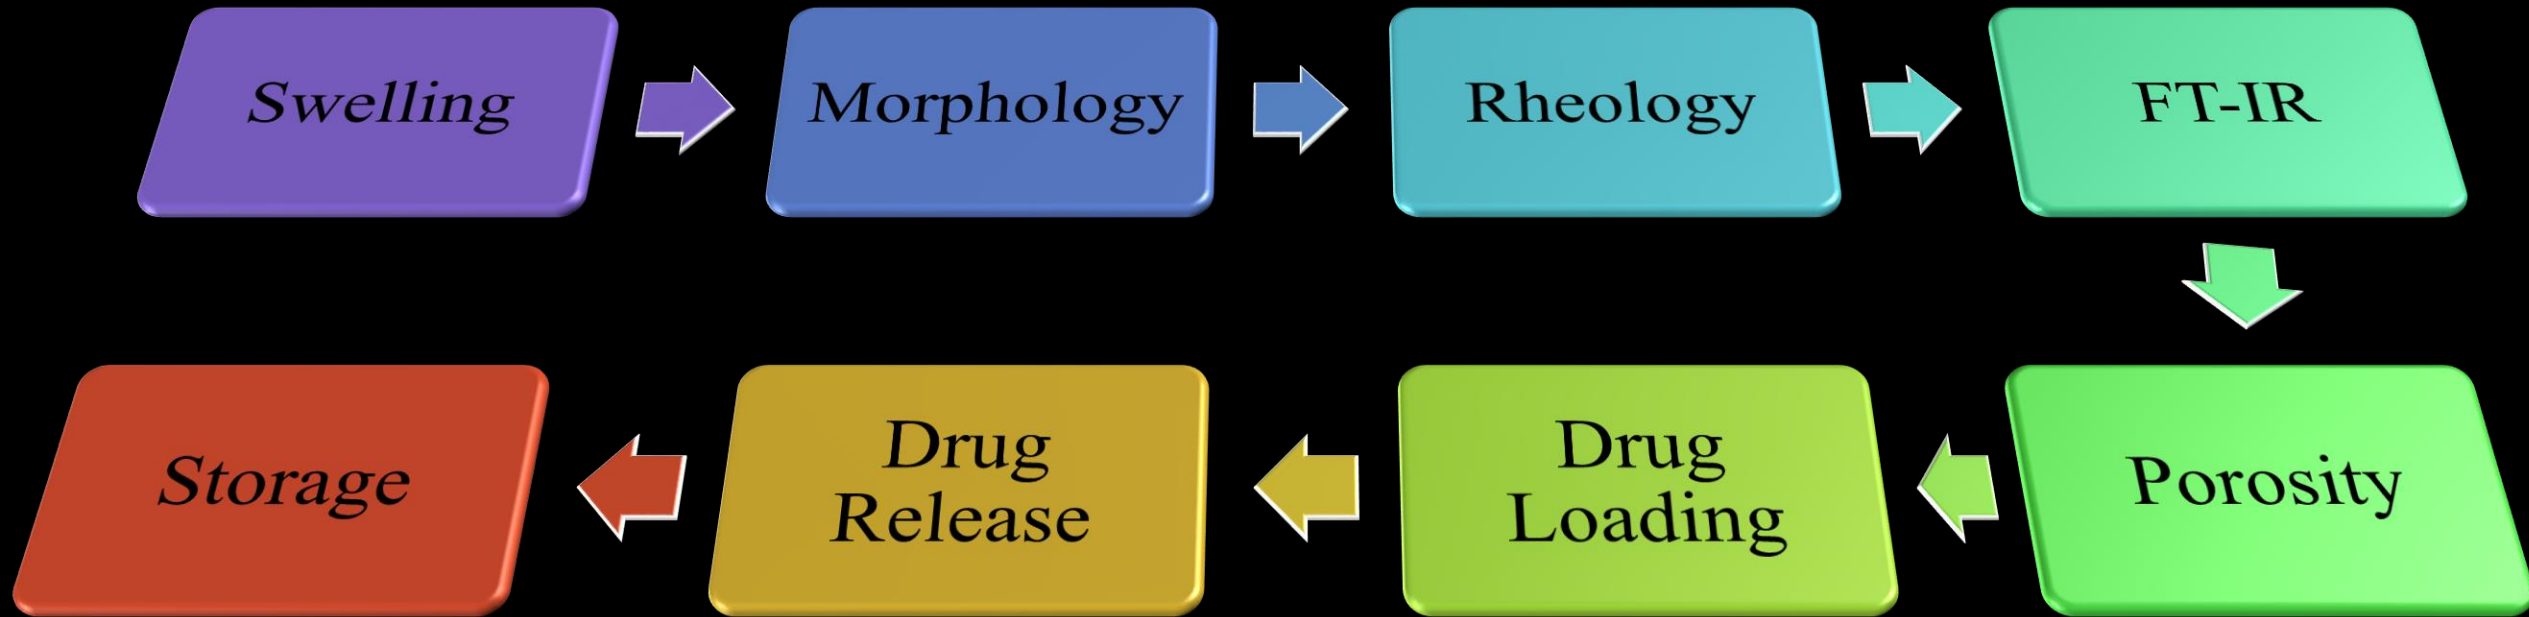 Swelling
Morphology
Rheology
FT-IR
Porosity
Drug
Loading
Drug
Release
Storage